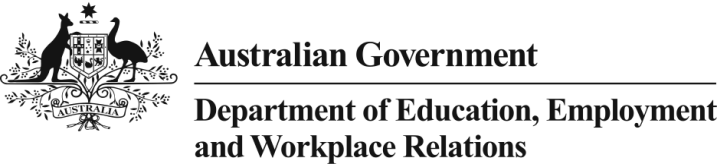 Australian Government
Department of Education, Employment
and Workplace Relations
AUSTRALIA